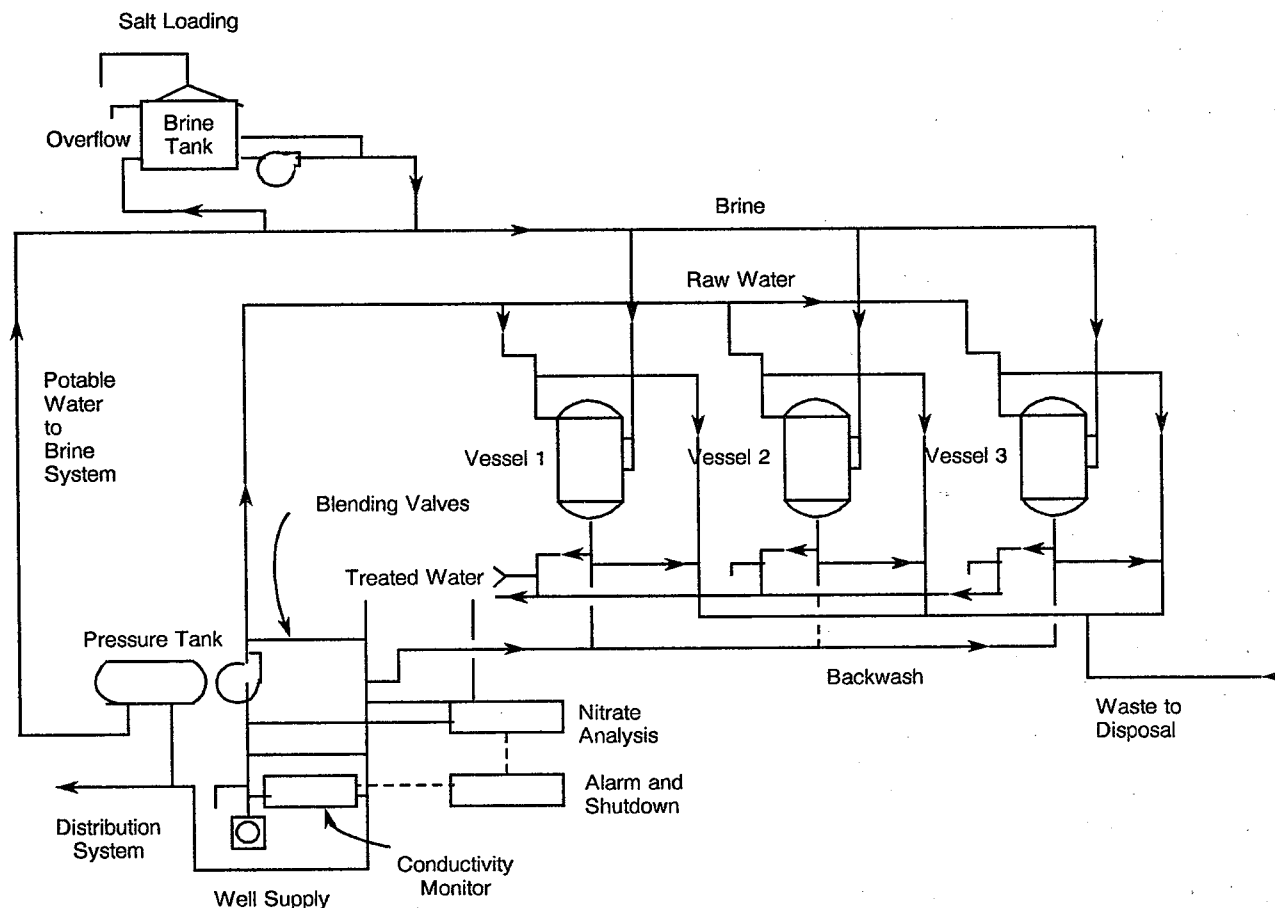 Salt Loading
Overflow
Brine
Tank
Brine
Raw Water
Potable
Water
to
Brine
System
Vessel 1
Vessel 2
Vessel 3
Blending Valves
Treated Water
Pressure Tank
Backwash
Nitrate
Analysis
Waste to
Disposal
Alarm and
Shutdown
Distribution
System
Conductivity
Monitor
Well Supply